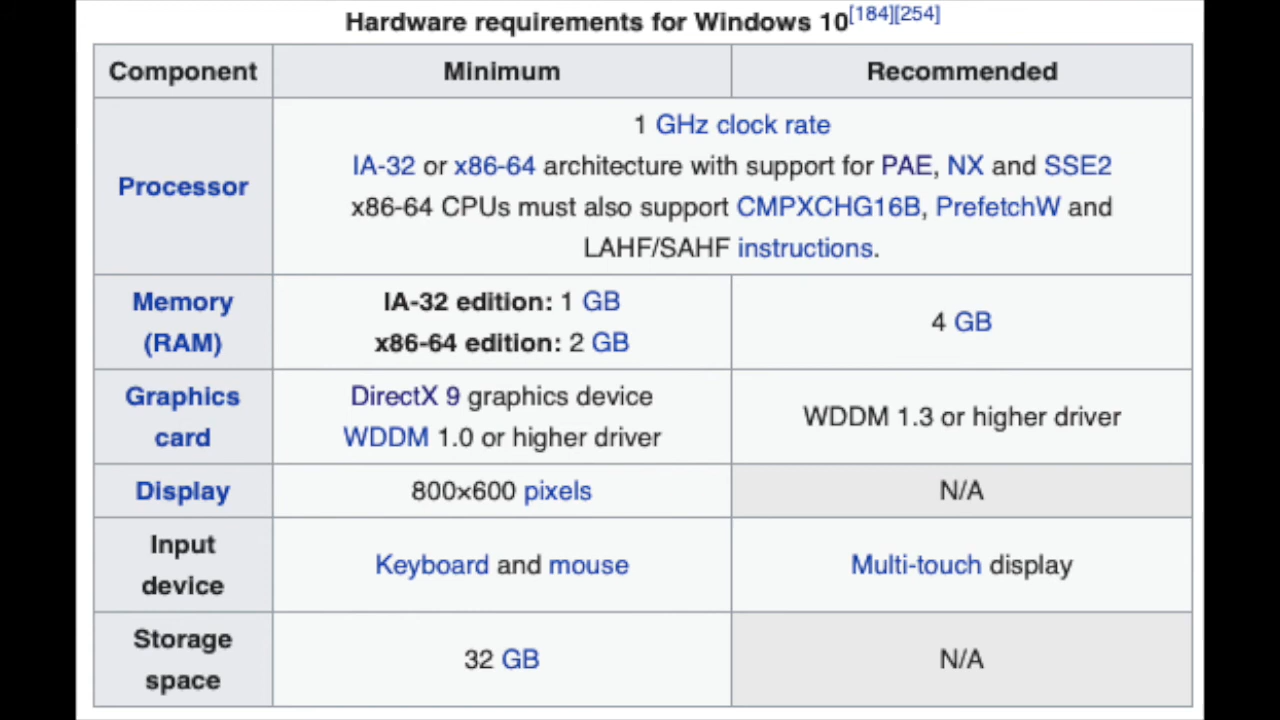 Hardware requirements for Windows 10[184][254]
Component Minimum Recommended
Processor
1 GHz clock rate
IA-32 or x86-64 architecture with support for PAE, NX and SSE2
x86-64 CPUs must also support CMPXCHG16B, PrefetchW and
LAHF/SAHF instructions.
Memory
(RAM)
IA-32 edition: 1 GB
x86-64 edition: 2 GB
4 GB
Graphics
card
DirectX 9 graphics device
WDDM 1.0 or higher driver
WDDM 1.3 or higher driver
Display 800×600 pixels N/A
Input
device
Keyboard and mouse
Multi-touch display
Storage
space
32 GB
N/A